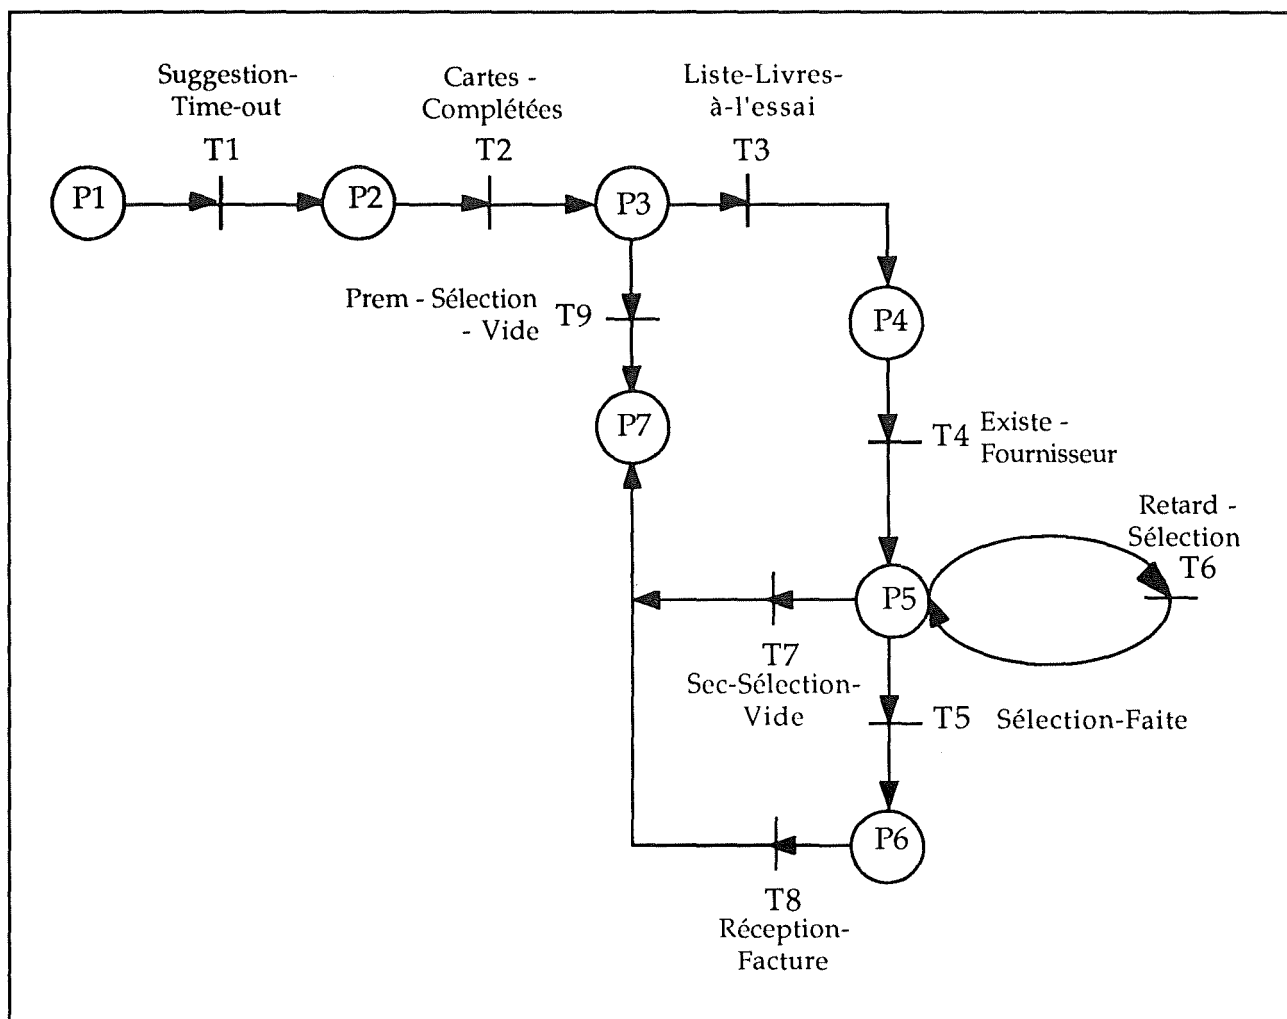 Suggestion-
Time-out
T1
Cartes -
Complétées
T2
Liste-Livres-
à-l'essai
T3
P1
P2
P3
P4
Prem - Sélection
- Vide
T9
P7
T4
Existe -
Fournisseur
Retard -
Sélection
T6
P5
T7
Sec-Sélection-
Vide
T5
Sélection-Faite
P6
T8
Réception-
Facture